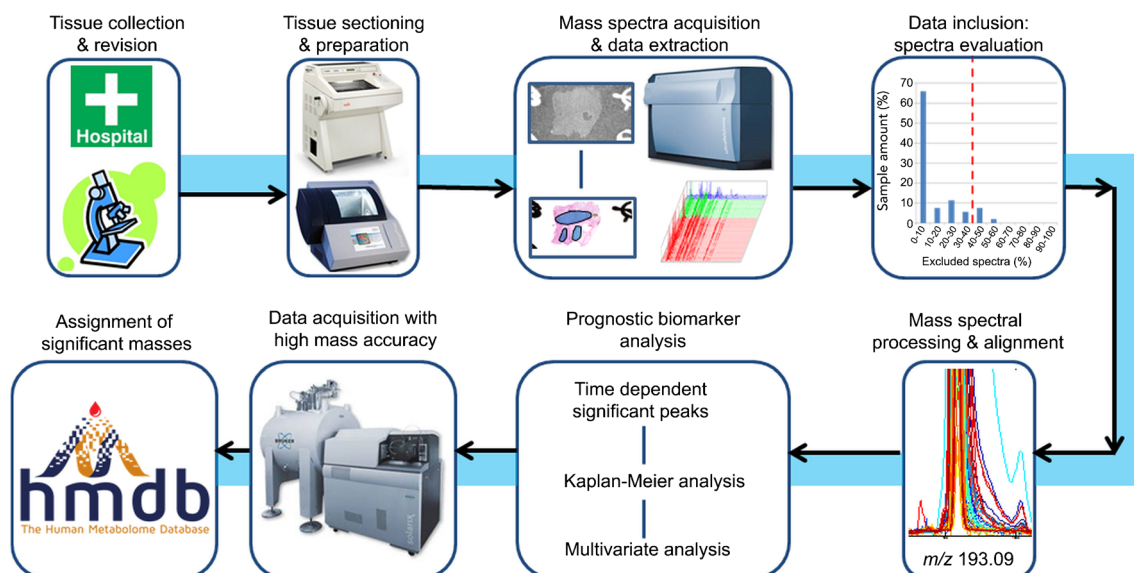 Tissue collection
& revision
Tissue sectioning
& preparation
Mass spectra acquisition
& data extraction
Data inclusion:
spectra evaluation
Hospital
Sample amount (%)
70
60
50
40
30
20
10
0
0-10
10-20
20-30
30-40
40-50
50-60
60-70
70-80
80-90
90-100
Excluded spectra (%)
Mass spectral
processing & alignment
m/z 193.09
Prognostic biomarker
analysis
Time dependent
significant peaks
Kaplan-Meier analysis
Multivariate analysis
Data acquisition with
high mass accuracy
BRUKER
solarix
Assignment of
significant masses
hmdb
The Human Metabolome Database